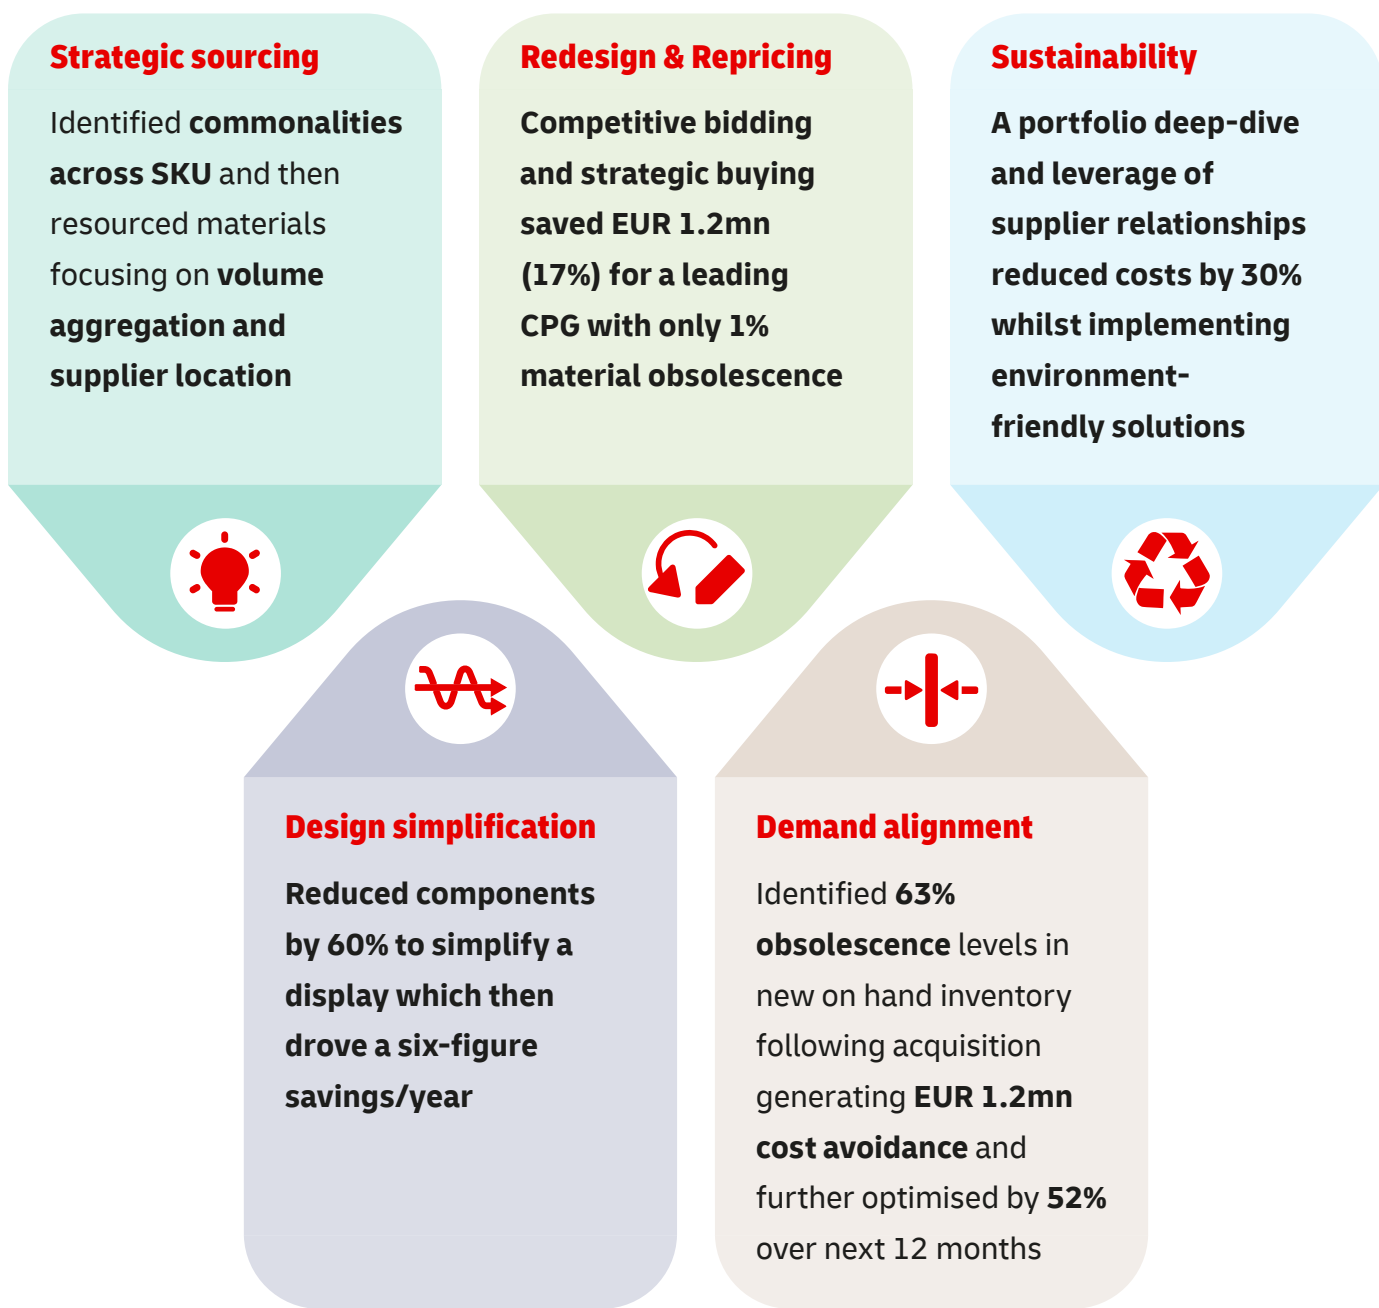 Strategic sourcing
Identified commonalities
across SKU and then
resourced materials
focusing on volume
aggregation and
supplier location
Redesign & Repricing
Competitive bidding
and strategic buying
saved EUR 1.2mn
(17%) for a leading
CPG with only 1%
material obsolescence
Sustainability
A portfolio deep-dive
and leverage of
supplier relationships
reduced costs by 30%
whilst implementing
environment-
friendly solutions
Design simplification
Reduced components
by 60% to simplify a
display which then
drove a six-figure
savings/year
Demand alignment
Identified 63%
obsolescence levels in
new on hand inventory
following acquisition
generating EUR 1.2mn
cost avoidance and
further optimised by 52%
over next 12 months